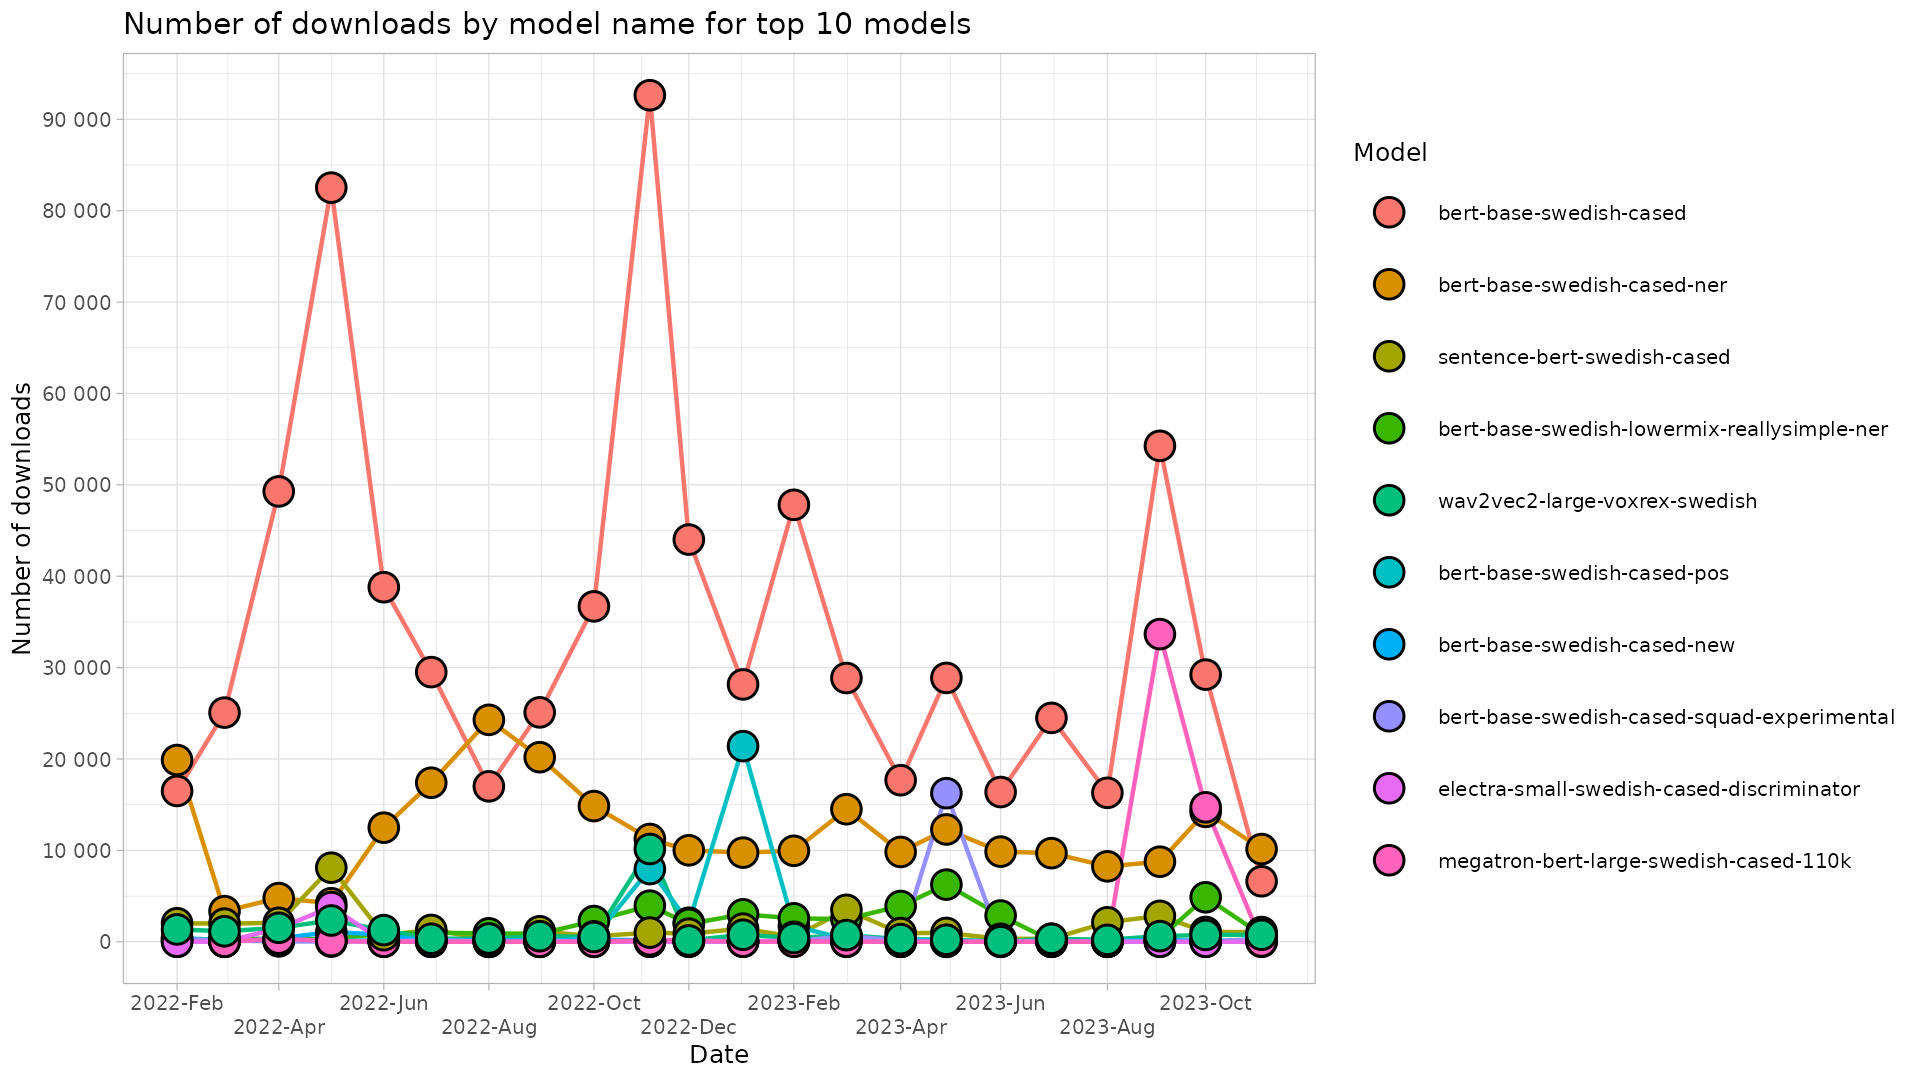 Number of downloads by model name for top 10 models
Number of downloads
90 000
80 000
70 000
60 000
50 000
40 000
30 000
20 000
10 000
0
2022-Feb
2022-Apr
2022-Jun
2022-Aug
2022-Oct
2022-Dec
2023-Feb
2023-Apr
2023-Jun
2023-Aug
2023-Oct
Date
Model
bert-base-swedish-cased
bert-base-swedish-cased-ner
sentence-bert-swedish-cased
bert-base-swedish-lowermix-reallysimple-ner
wav2vec2-large-voxrex-swedish
bert-base-swedish-cased-pos
bert-base-swedish-cased-new
bert-base-swedish-cased-squad-experimental
electra-small-swedish-cased-discriminator
megatron-bert-large-swedish-cased-110k